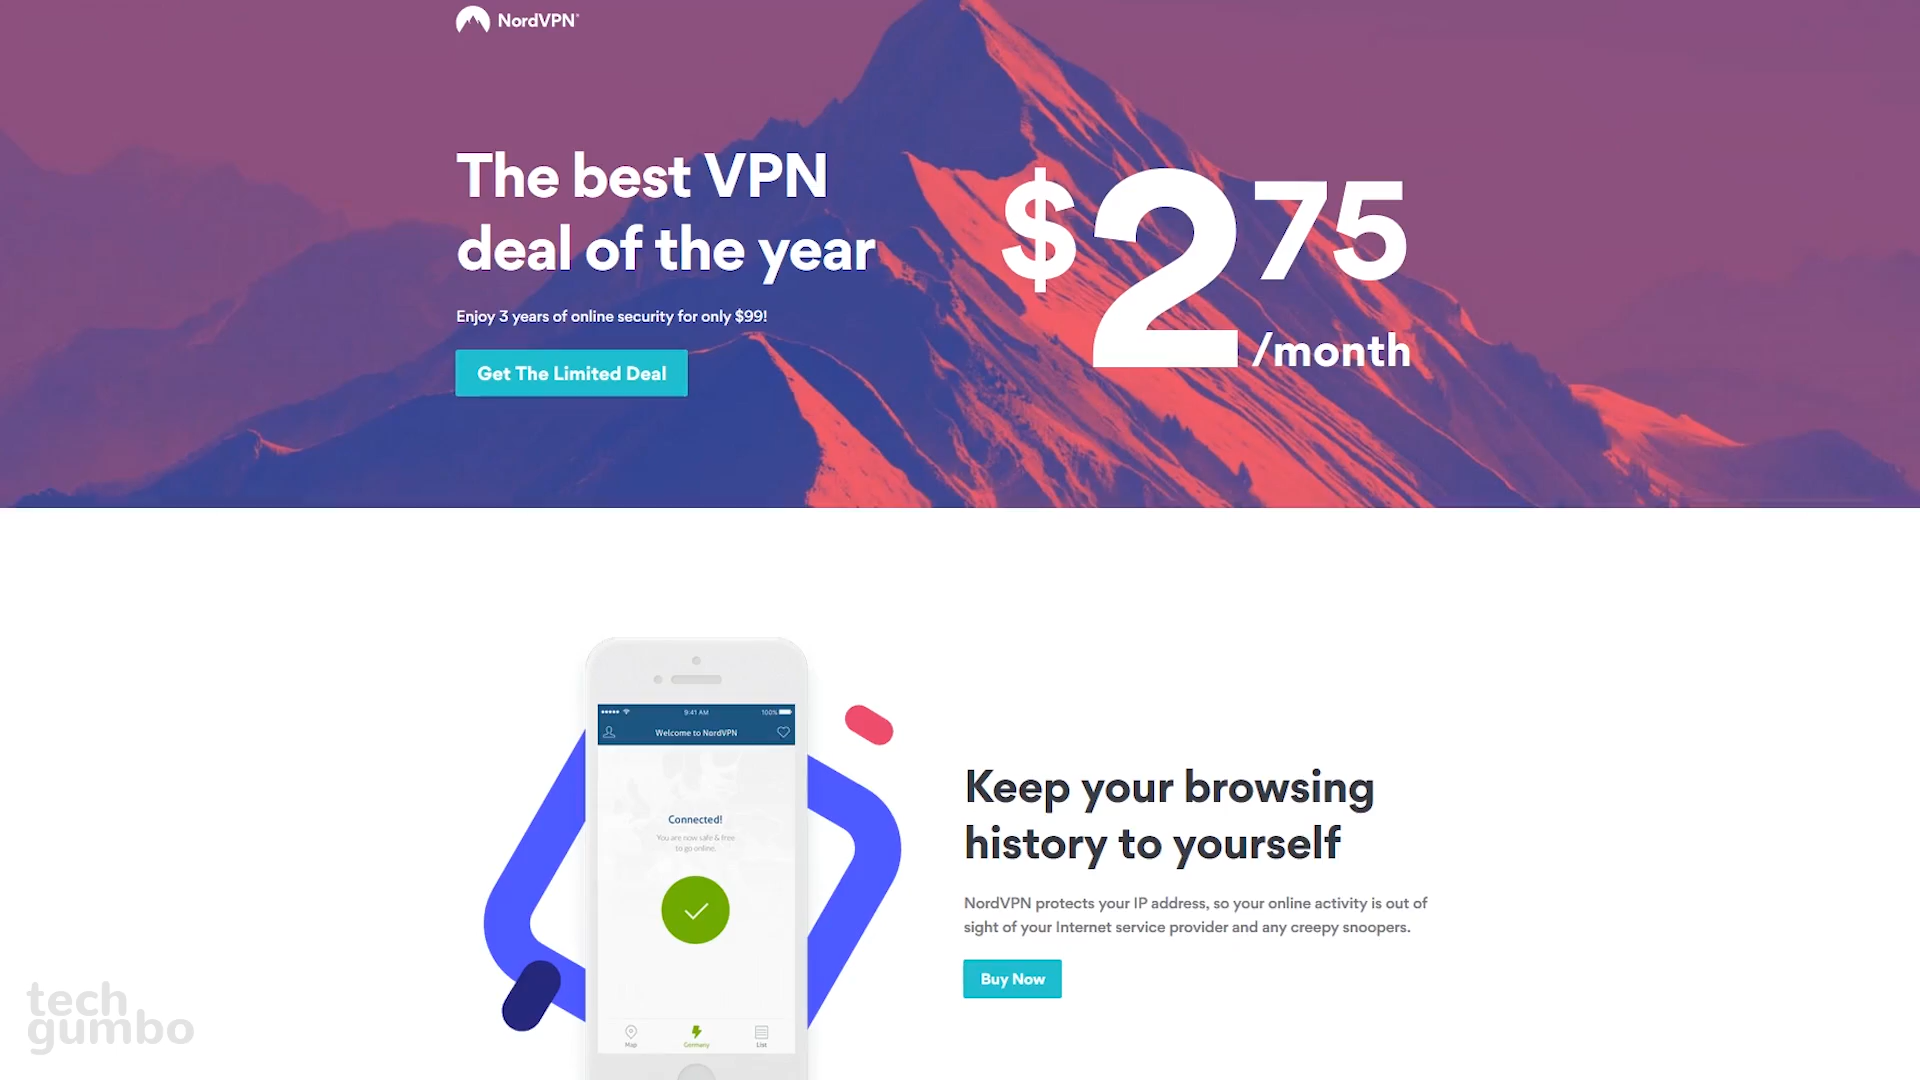 NordVPN®
The best VPN
deal of the year
Enjoy 3 years of online security for only $99!
Get The Limited Deal
$275
/month
9:41 AM
100%
Welcome to NordVPN
Connected!
You are now safe & free
to go online.
Map
Germany
List
Keep your browsing
history to yourself
NordVPN protects your IP address, so your online activity is out of
sight of your Internet service provider and any creepy snoopers.
Buy Now
tech
gumbo